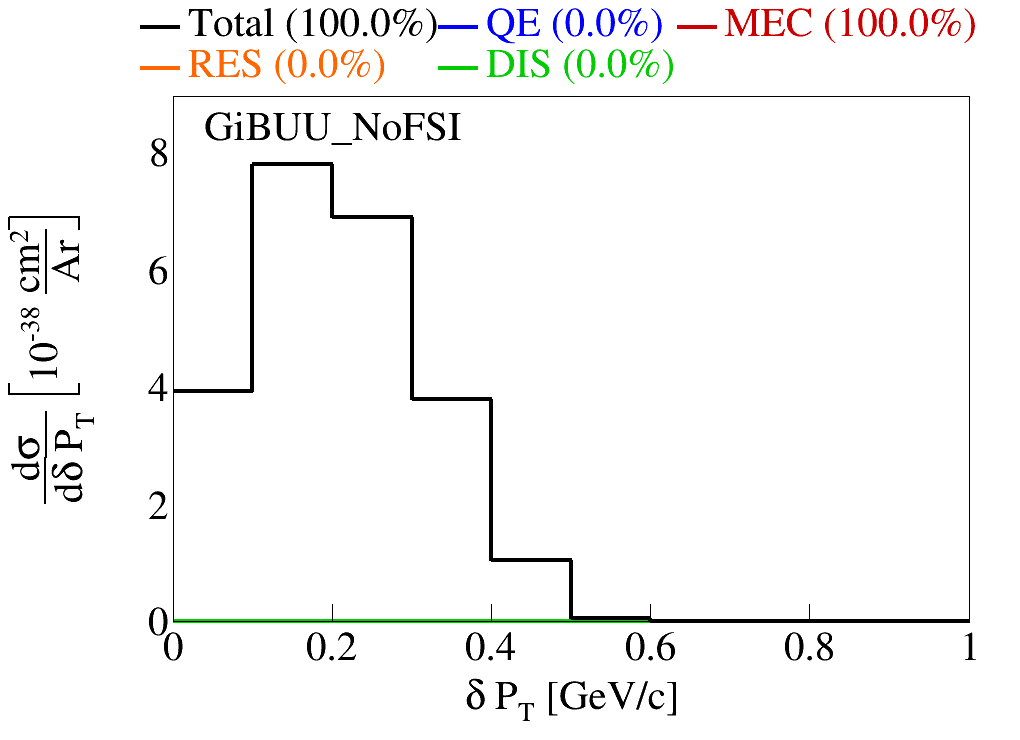 Total (100.0%) QE (0.0%) MEC (100.0%)
RES (0.0%) DIS (0.0%)
GiBUU_NoFSI
8
6
4
2
0
0 0.2 0.4 0.6 0.8 1
δ P_T [GeV/c]
dσ/dδ P_T [10^-38 cm^2/Ar]